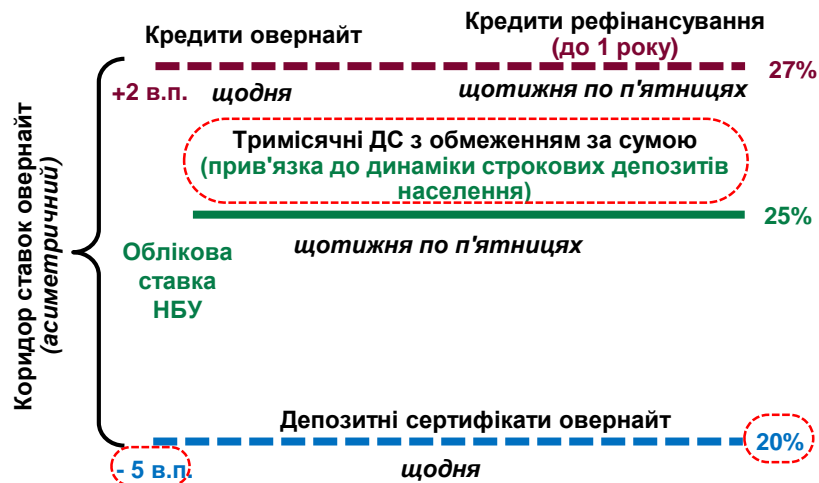 Коридор ставок овернайт
(асиметричний)
Кредити овернайт
Кредити рефінансування
(до 1 року)
27%
+2 в.п.
щодня
щотижня по п'ятницях
Тримісячні ДС з обмеженням за сумою
(прив'язка до динаміки строкових депозитів
населення)
25%
Облікова
ставка
НБУ
щотижня по п'ятницях
Депозитні сертифікати овернайт
20%
- 5 в.п.
щодня